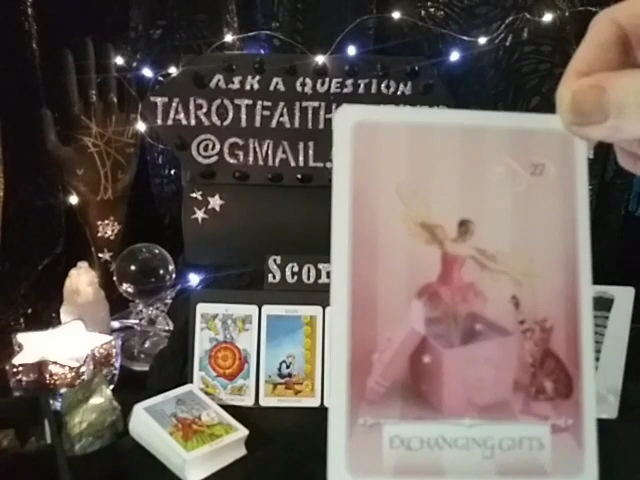 ASK A QUESTION
TAROTFAITH
@GMAIL.
Scor
27
EXCHANGING GIFTS